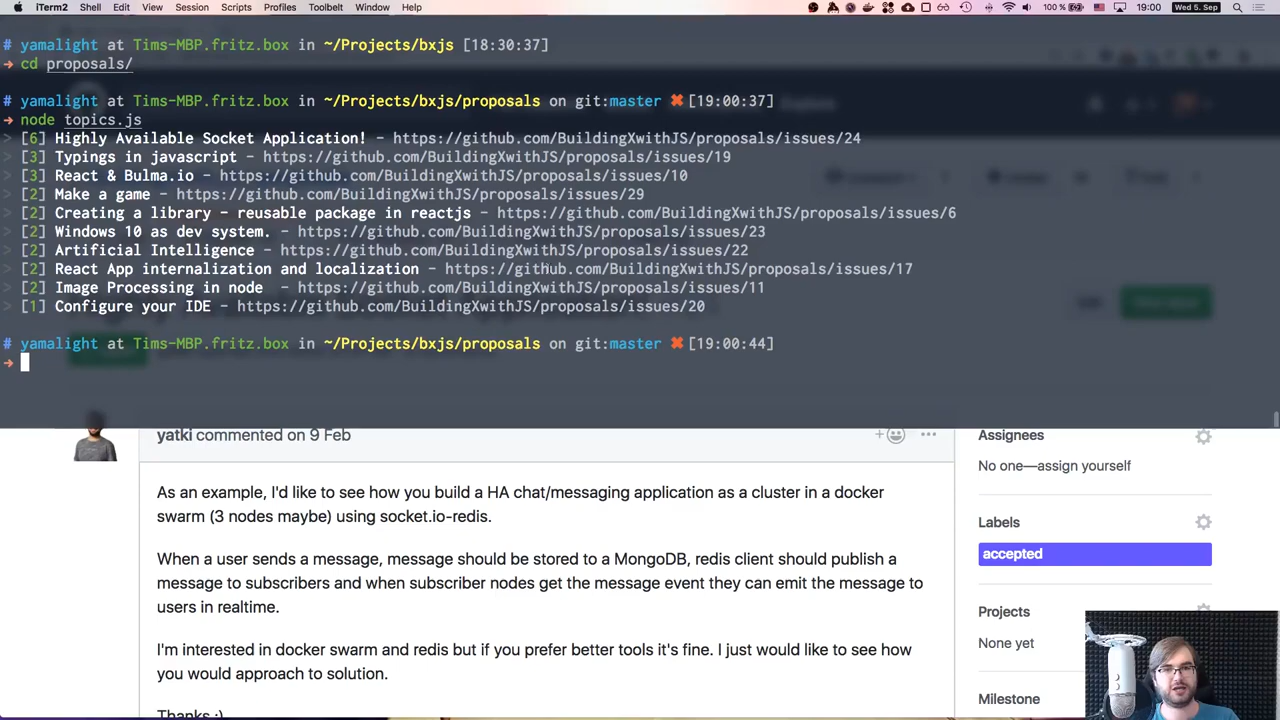 iTerm2 Shell Edit View Session Scripts Profiles Toolbelt Window Help 100 % 19:00 Wed 5. Sep
# yamalight at Tims-MBP.fritz.box in ~/Projects/bxjs [18:30:37]
→ cd proposals/
# yamalight at Tims-MBP.fritz.box in ~/Projects/bxjs/proposals on git:master ✖ [19:00:37]
→ node topics.js
> [6] Highly Available Socket Application! - https://github.com/BuildingXwithJS/proposals/issues/24
> [3] Typings in javascript - https://github.com/BuildingXwithJS/proposals/issues/19
> [3] React & Bulma.io - https://github.com/BuildingXwithJS/proposals/issues/10
> [2] Make a game - https://github.com/BuildingXwithJS/proposals/issues/29
> [2] Creating a library - reusable package in reactjs - https://github.com/BuildingXwithJS/proposals/issues/6
> [2] Windows 10 as dev system. - https://github.com/BuildingXwithJS/proposals/issues/23
> [2] Artificial Intelligence - https://github.com/BuildingXwithJS/proposals/issues/22
> [2] React App internalization and localization - https://github.com/BuildingXwithJS/proposals/issues/17
> [2] Image Processing in node - https://github.com/BuildingXwithJS/proposals/issues/11
> [1] Configure your IDE - https://github.com/BuildingXwithJS/proposals/issues/20
# yamalight at Tims-MBP.fritz.box in ~/Projects/bxjs/proposals on git:master ✖ [19:00:44]
→
yatki commented on 9 Feb
As an example, I'd like to see how you build a HA chat/messaging application as a cluster in a docker
swarm (3 nodes maybe) using socket.io-redis.
When a user sends a message, message should be stored to a MongoDB, redis client should publish a
message to subscribers and when subscriber nodes get the message event they can emit the message to
users in realtime.
I'm interested in docker swarm and redis but if you prefer better tools it's fine. I just would like to see how
you would approach to solution.
Thanks :)
Assignees
No one—assign yourself
Labels
accepted
Projects
None yet
Milestone